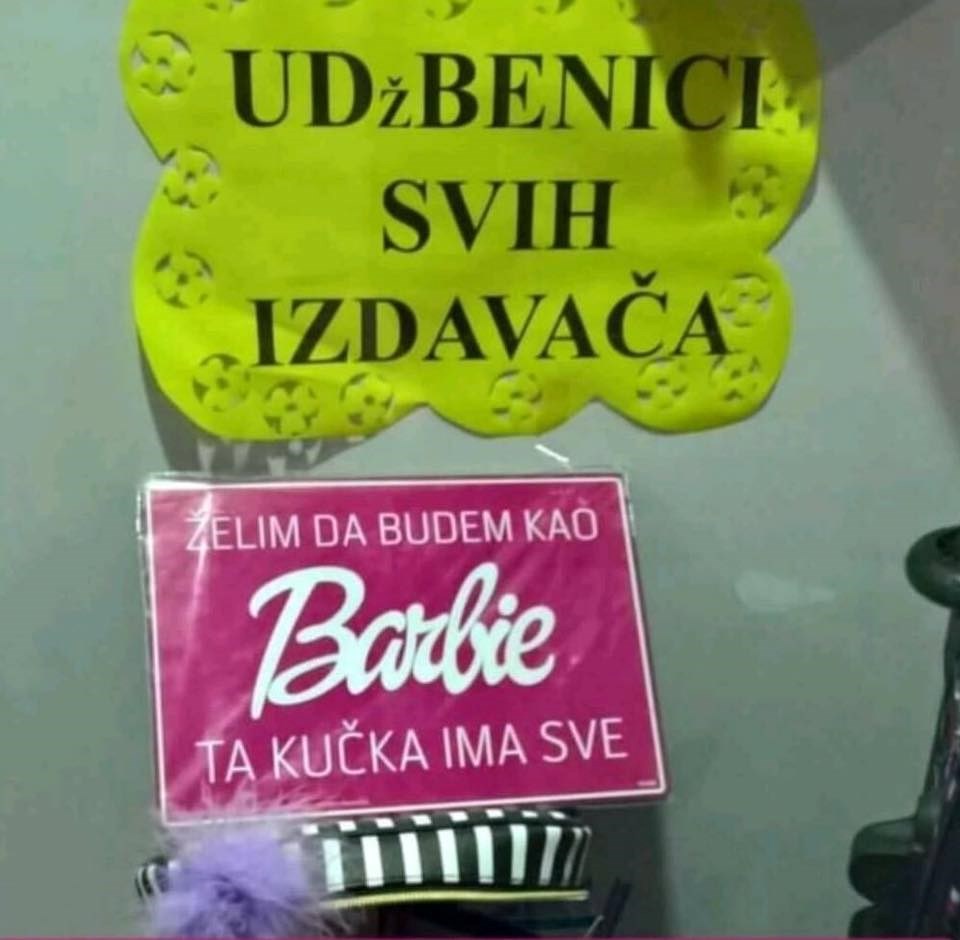 UDžBENICI
SVIH
IZDAVAČA
ŽELIM DA BUDEM KAO
Barbie
TA KUČKA IMA SVE